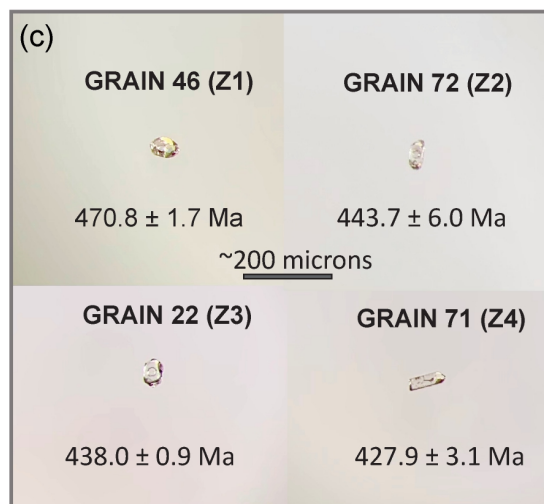 (c)
GRAIN 46 (Z1)
470.8 ± 1.7 Ma
GRAIN 72 (Z2)
443.7 ± 6.0 Ma
~200 microns
GRAIN 22 (Z3)
438.0 ± 0.9 Ma
GRAIN 71 (Z4)
427.9 ± 3.1 Ma